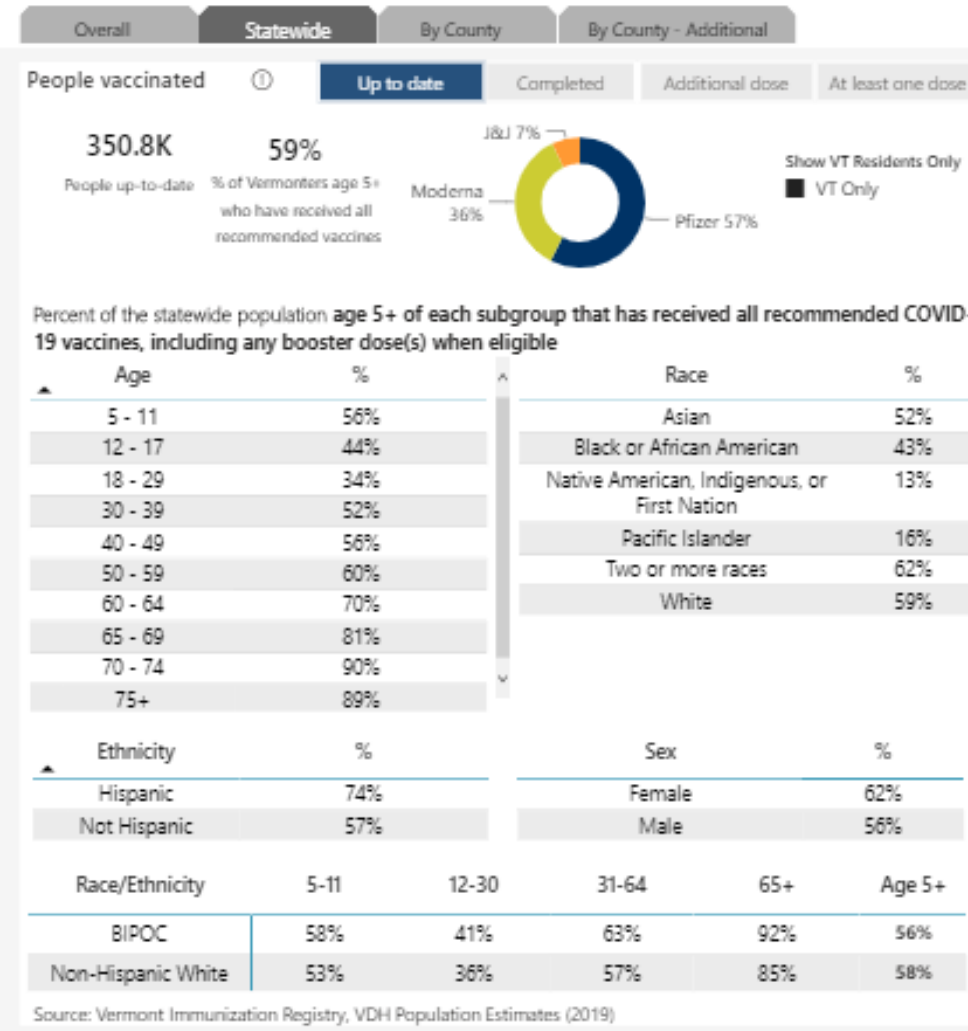 Overall Statewide By County By County - Additional
People vaccinated Up to date Completed Additional dose At least one dose
350.8K
People up-to-date
59%
% of Vermonters age 5+
who have received all
recommended vaccines
J&J 7%
Moderna
36%
Pfizer 57%
Show VT Residents Only
VT Only
Percent of the statewide population age 5+ of each subgroup that has received all recommended COVID-
19 vaccines, including any booster dose(s) when eligible
Age %
5 - 11 56%
12 - 17 44%
18 - 29 34%
30 - 39 52%
40 - 49 56%
50 - 59 60%
60 - 64 70%
65 - 69 81%
70 - 74 90%
75+ 89%
Race %
Asian 52%
Black or African American 43%
Native American, Indigenous, or 13%
First Nation
Pacific Islander 16%
Two or more races 62%
White 59%
Ethnicity %
Hispanic 74%
Not Hispanic 57%
Sex %
Female 62%
Male 56%
Race/Ethnicity 5-11 12-30 31-64 65+ Age 5+
BIPOC 58% 41% 63% 92% 56%
Non-Hispanic White 53% 36% 57% 85% 58%
Source: Vermont Immunization Registry, VDH Population Estimates (2019)